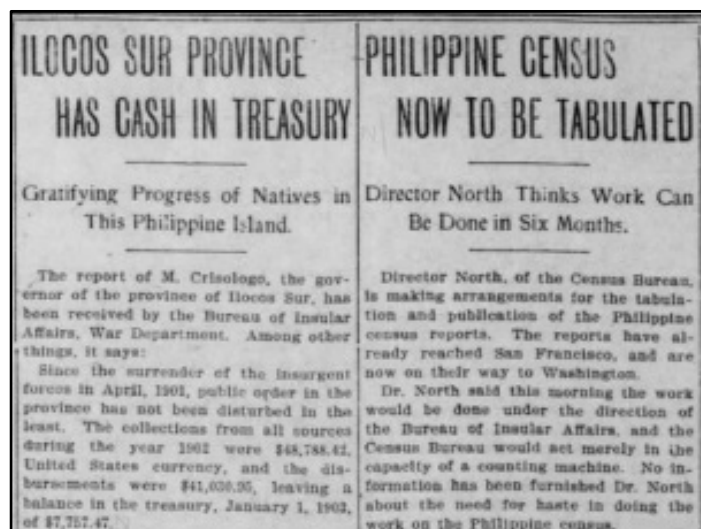 ILOCOS SUR PROVINCE
HAS CASH IN TREASURY
Gratifying Progress of Natives in
This Philippine Island.
The report of M. Crisologo, the gov-
ernor of the province of Ilocos Sur, has
been received by the Bureau of Insular
Affairs, War Department. Among other
things, it says:
Since the surrender of the insurgent
forces in April, 1901, public order in the
province has not been disturbed in the
least. The collections from all sources
during the year 1902 were $48,788.42,
United States currency, and the dis-
bursements were $41,030.95, leaving a
balance in the treasury, January 1, 1903,
of $7,757.47.
PHILIPPINE CENSUS
NOW TO BE TABULATED
Director North Thinks Work Can
Be Done in Six Months.
Director North, of the Census Bureau,
is making arrangements for the tabula-
tion and publication of the Philippine
census reports. The reports have al-
ready reached San Francisco, and are
now on their way to Washington.
Dr. North said this morning the work
would be done under the direction of
the Bureau of Insular Affairs, and the
Census Bureau would act merely in the
capacity of a counting machine. No in-
formation has been furnished Dr. North
about the need for haste in doing the
work on the Philippine census.